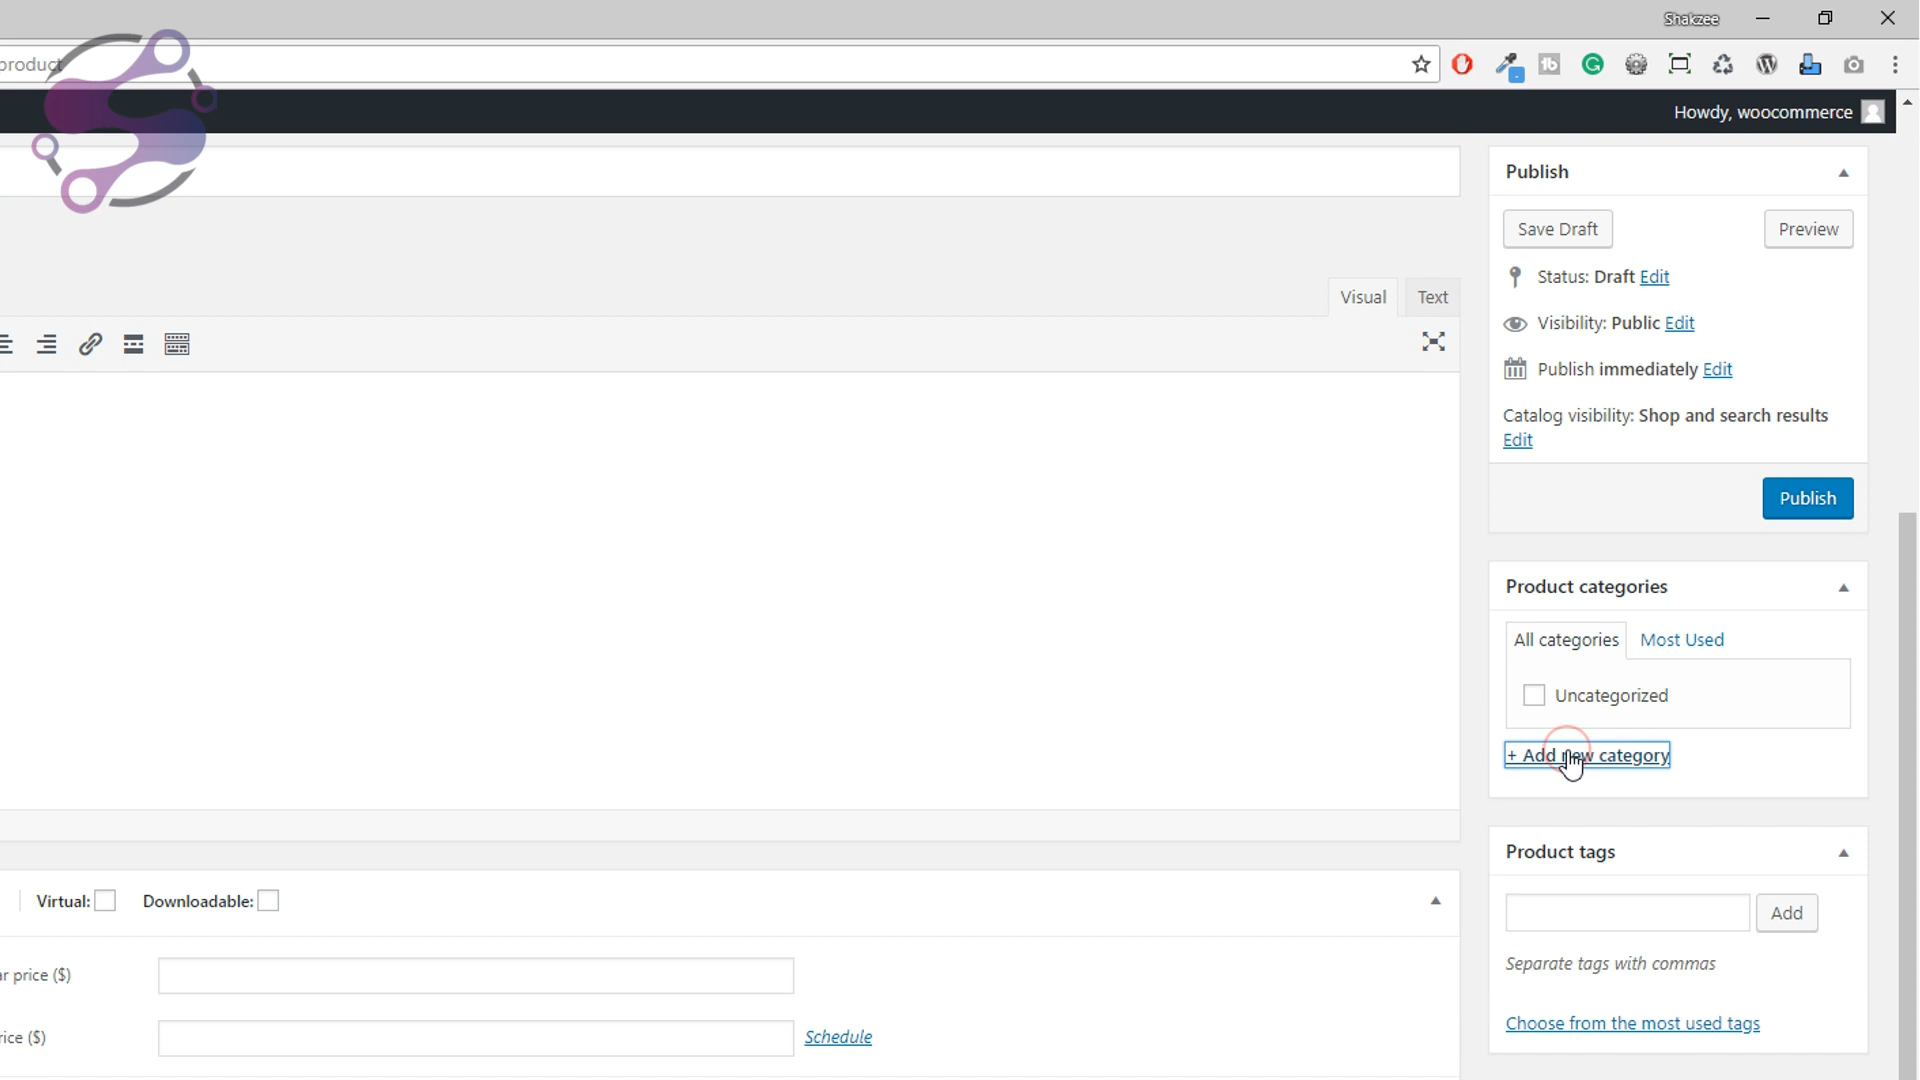 Shakzee
product
Howdy, woocommerce
Publish
Save Draft
Preview
Status: Draft Edit
Visibility: Public Edit
Publish immediately Edit
Catalog visibility: Shop and search results
Edit
Publish
Visual
Text
Product categories
All categories
Most Used
Uncategorized
+ Add new category
Product tags
Add
Separate tags with commas
Choose from the most used tags
Virtual:
Downloadable:
ar price ($)
rice ($)
Schedule